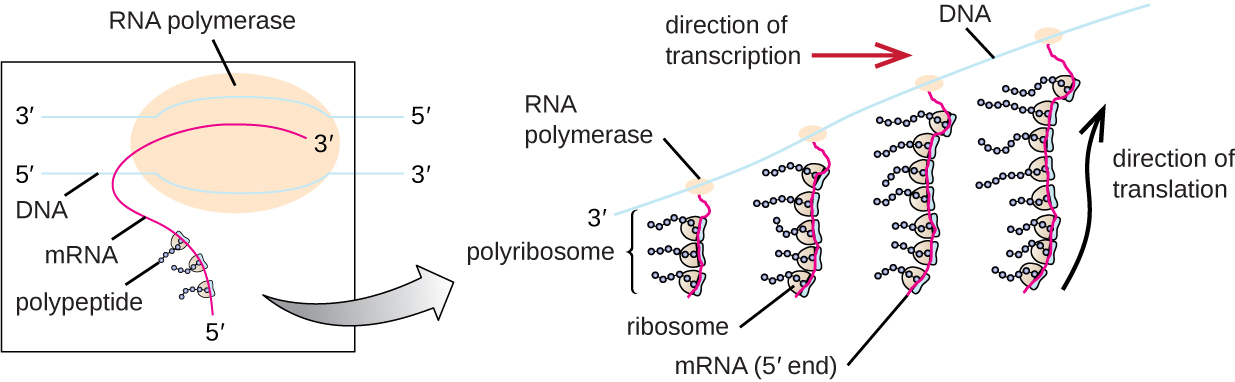 RNA polymerase
3′
5′
3′
5′
3′
DNA
mRNA
polypeptide
5′
direction of
transcription
DNA
RNA
polymerase
3′
polyribosome
direction of
translation
ribosome
mRNA (5′ end)